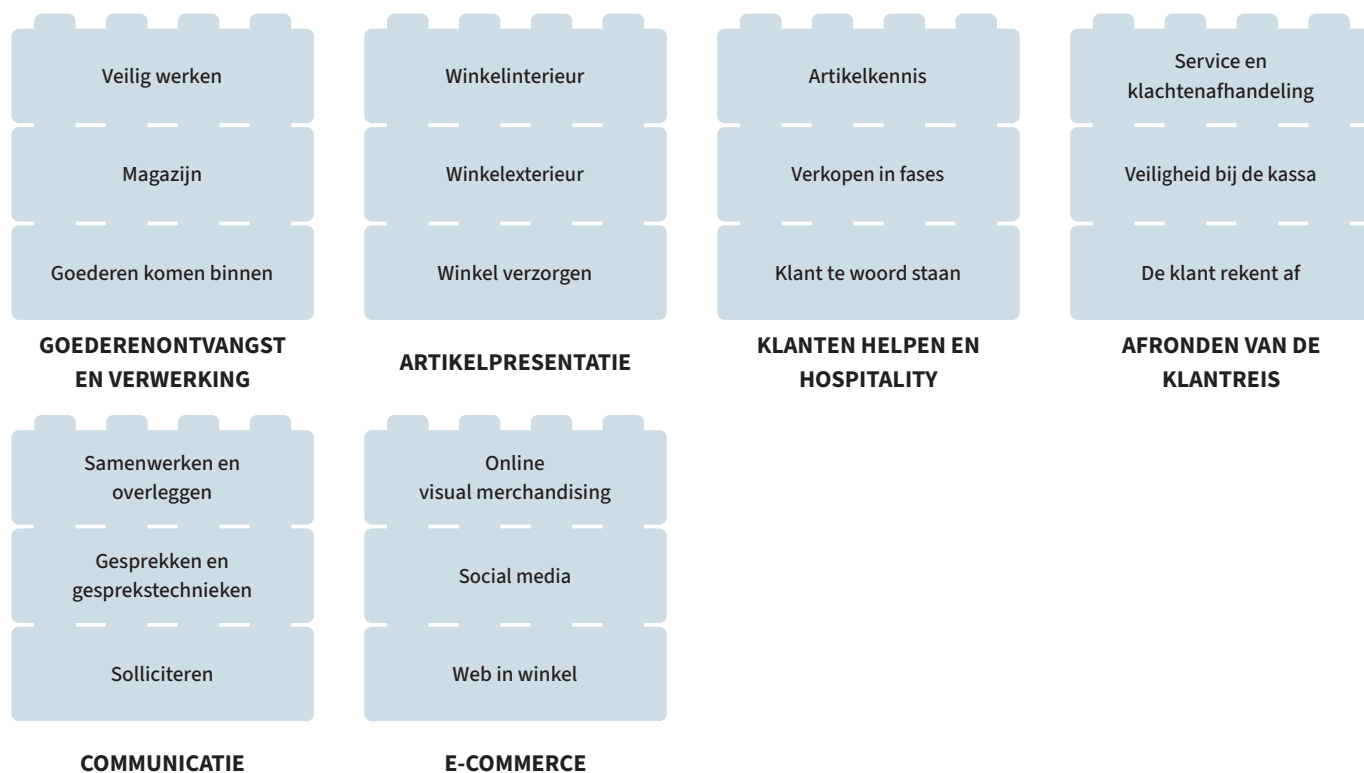 Veilig werken
Magazijn
Goederen komen binnen
GOEDERENONTVANGST
EN VERWERKING
Winkelinterieur
Winkelexterieur
Winkel verzorgen
ARTIKELPRESENTATIE
Artikelkennis
Verkopen in fases
Klant te woord staan
KLANTEN HELPEN EN
HOSPITALITY
Service en
klachtenafhandeling
Veiligheid bij de kassa
De klant rekent af
AFRONDEN VAN DE
KLANTREIS
Samenwerken en
overleggen
Gesprekken en
gesprekstechnieken
Solliciteren
COMMUNICATIE
Online
visual merchandising
Social media
Web in winkel
E-COMMERCE